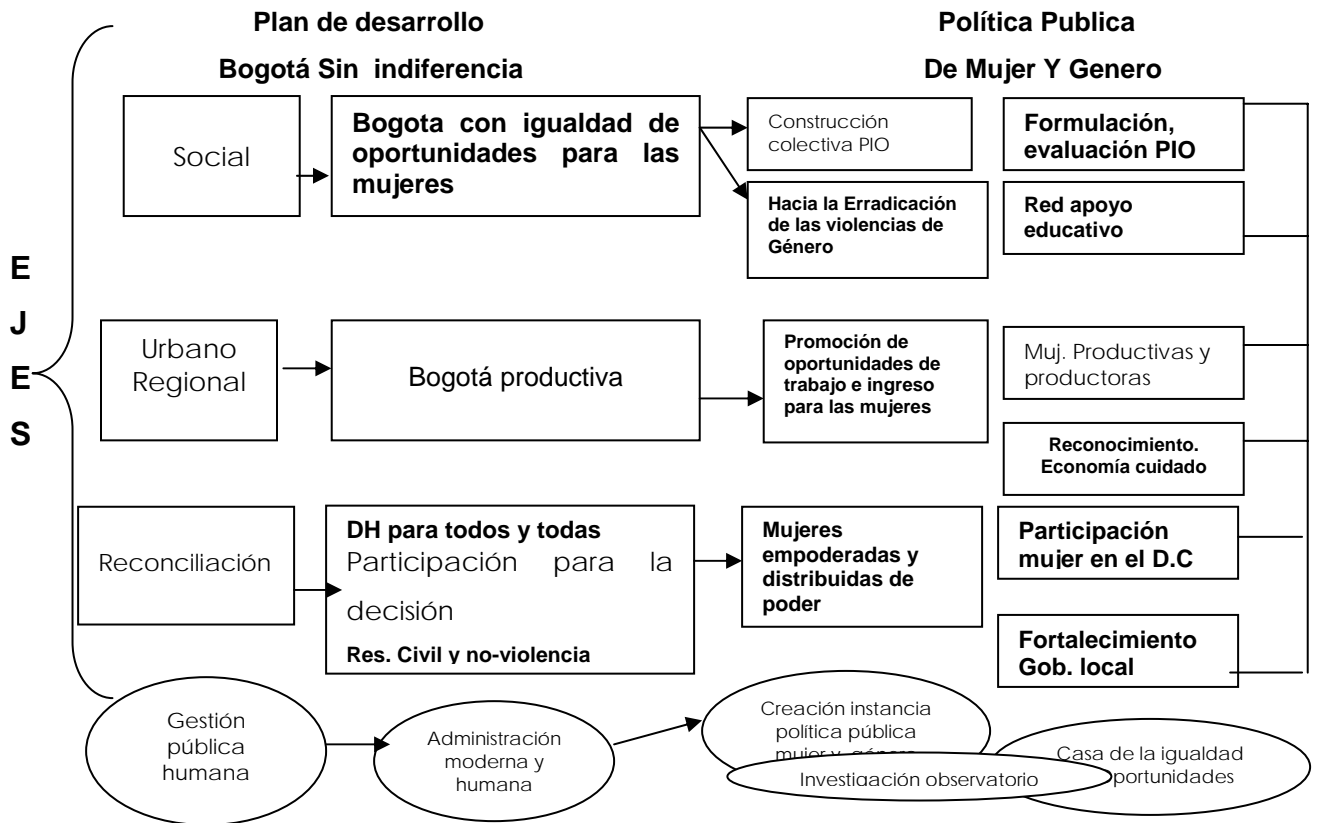 Plan de desarrollo
Bogotá Sin indiferencia
Política Publica
De Mujer Y Genero
E
J
E
S
Social
Bogota con igualdad de
oportunidades para las
mujeres
Construcción
colectiva PIO
Hacia la Erradicación
de las violencias de
Género
Formulación,
evaluación PIO
Red apoyo
educativo
Urbano
Regional
Bogotá productiva
Promoción de
oportunidades de
trabajo e ingreso
para las mujeres
Muj. Productivas y
productoras
Reconocimiento.
Economía cuidado
Reconciliación
DH para todos y todas
Participación para la
decisión
Res. Civil y no-violencia
Mujeres
empoderadas y
distribuidas de
poder
Participación
mujer en el D.C
Fortalecimiento
Gob. local
Gestión
pública
humana
Administración
moderna y
humana
Creación instancia
política pública
mujer y género
Investigación observatorio
Casa de la igualdad
portunidades